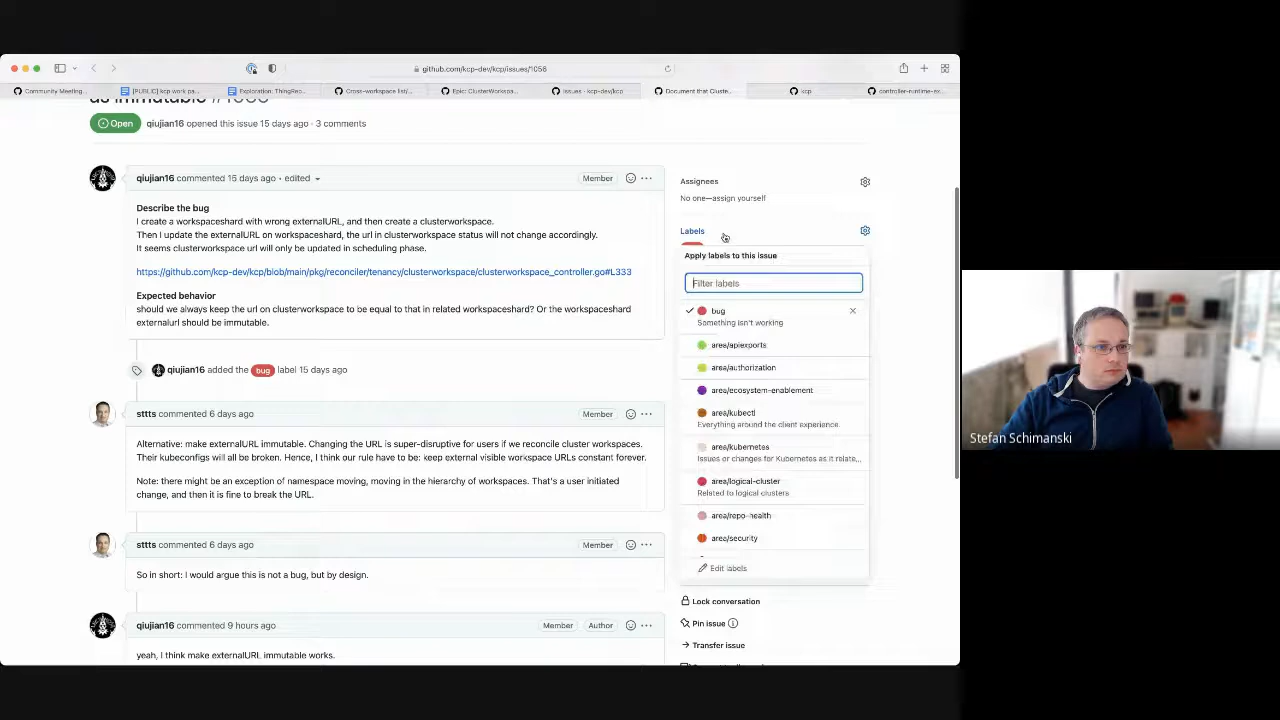 github.com/kcp-dev/kcp/issues/1056
Community Meeting...
[PUBLIC] kcp work pa...
Exploration: ThingReo...
Cross-workspace list/...
Epic: ClusterWorkspa...
Issues · kcp-dev/kcp
Document that Cluste...
kcp
controller-runtime-ex...
as immutable #1056
Open
qiujian16 opened this issue 15 days ago · 3 comments
qiujian16 commented 15 days ago · edited
Member
Describe the bug
I create a workspaceshard with wrong externalURL, and then create a clusterworkspace.
Then I update the externalURL on workspaceshard, the url in clusterworkspace status will not change accordingly.
It seems clusterworkspace url will only be updated in scheduling phase.
https://github.com/kcp-dev/kcp/blob/main/pkg/reconciler/tenancy/clusterworkspace/clusterworkspace_controller.go#L333
Expected behavior
should we always keep the url on clusterworkspace to be equal to that in related workspaceshard? Or the workspaceshard
externalurl should be immutable.
qiujian16 added the bug label 15 days ago
sttts commented 6 days ago
Member
Alternative: make externalURL immutable. Changing the URL is super-disruptive for users if we reconcile cluster workspaces.
Their kubeconfigs will all be broken. Hence, I think our rule have to be: keep external visible workspace URLs constant forever.
Note: there might be an exception of namespace moving, moving in the hierarchy of workspaces. That's a user initiated
change, and then it is fine to break the URL.
sttts commented 6 days ago
Member
So in short: I would argue this is not a bug, but by design.
qiujian16 commented 9 hours ago
Member
Author
yeah, I think make externalURL immutable works.
Assignees
No one—assign yourself
Labels
Apply labels to this issue
Filter labels
bug
Something isn't working
area/apiexports
area/authorization
area/ecosystem-enablement
area/kubectl
Everything around the client experience.
area/kubernetes
Issues or changes for Kubernetes as it relate...
area/logical-cluster
Related to logical clusters
area/repo-health
area/security
Edit labels
Lock conversation
Pin issue
Transfer issue
Stefan Schimanski